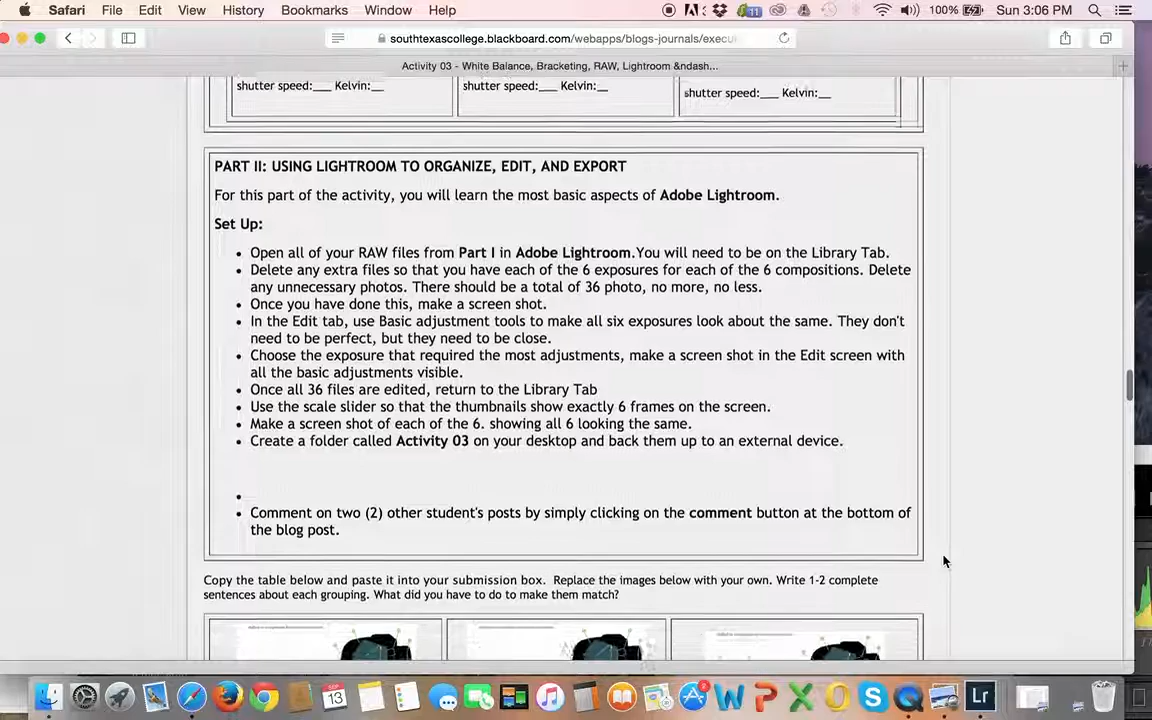 Safari File Edit View History Bookmarks Window Help 100% Sun 3:06 PM
southtexascollege.blackboard.com/webapps/blogs-journals/execu
Activity 03 - White Balance, Bracketing, RAW, Lightroom &ndash...
shutter speed:___ Kelvin:__ shutter speed:___ Kelvin:__ shutter speed:___ Kelvin:__
PART II: USING LIGHTROOM TO ORGANIZE, EDIT, AND EXPORT
For this part of the activity, you will learn the most basic aspects of Adobe Lightroom.
Set Up:
• Open all of your RAW files from Part I in Adobe Lightroom.You will need to be on the Library Tab.
• Delete any extra files so that you have each of the 6 exposures for each of the 6 compositions. Delete
any unnecessary photos. There should be a total of 36 photo, no more, no less.
• Once you have done this, make a screen shot.
• In the Edit tab, use Basic adjustment tools to make all six exposures look about the same. They don't
need to be perfect, but they need to be close.
• Choose the exposure that required the most adjustments, make a screen shot in the Edit screen with
all the basic adjustments visible.
• Once all 36 files are edited, return to the Library Tab
• Use the scale slider so that the thumbnails show exactly 6 frames on the screen.
• Make a screen shot of each of the 6. showing all 6 looking the same.
• Create a folder called Activity 03 on your desktop and back them up to an external device.
•
• Comment on two (2) other student's posts by simply clicking on the comment button at the bottom of
the blog post.
Copy the table below and paste it into your submission box. Replace the images below with your own. Write 1-2 complete
sentences about each grouping. What did you have to do to make them match?
SEP
13
Lr